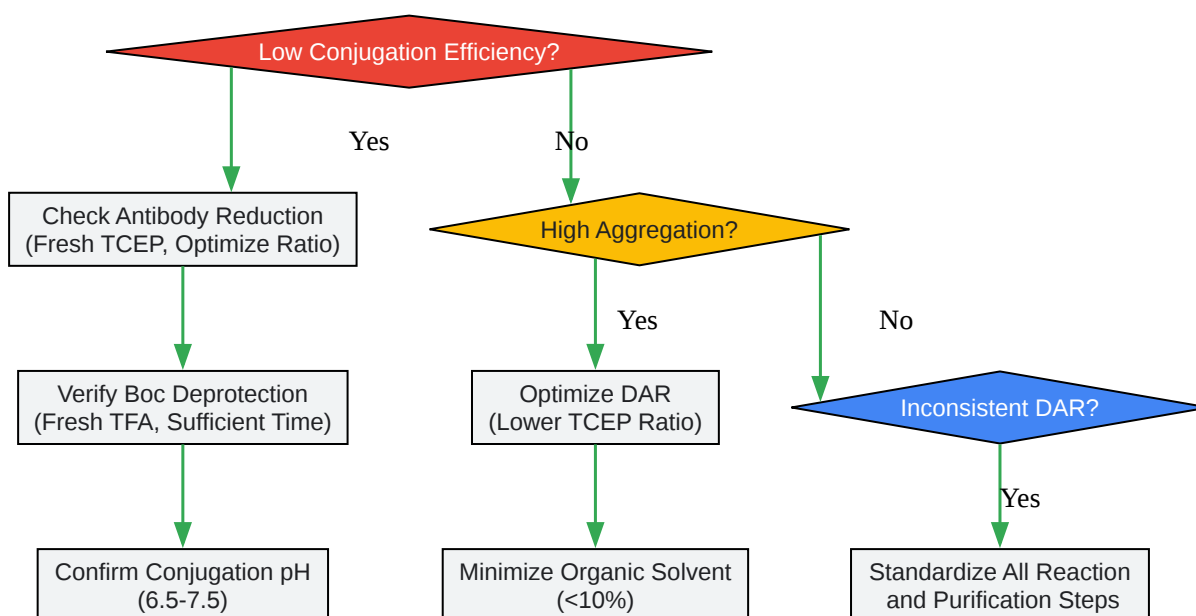 Low Conjugation Efficiency?
Yes
No
Check Antibody Reduction
(Fresh TCEP, Optimize Ratio)
High Aggregation?
Yes
No
Verify Boc Deprotection
(Fresh TFA, Sufficient Time)
Optimize DAR
(Lower TCEP Ratio)
Inconsistent DAR?
Yes
Confirm Conjugation pH
(6.5-7.5)
Minimize Organic Solvent
(<10%)
Standardize All Reaction
and Purification Steps